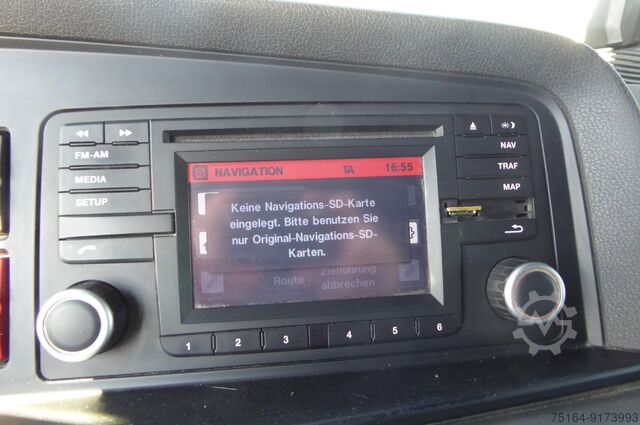 FM-AM
MEDIA
SETUP
NAVIGATION TA 16:55
Keine Navigations-SD-Karte
eingelegt. Bitte benutzen Sie
nur Original-Navigations-SD-
Karten.
Route
Zielführung
abbrechen
NAV
TRAF
MAP
1 2 3 4 5 6
75164-9173993